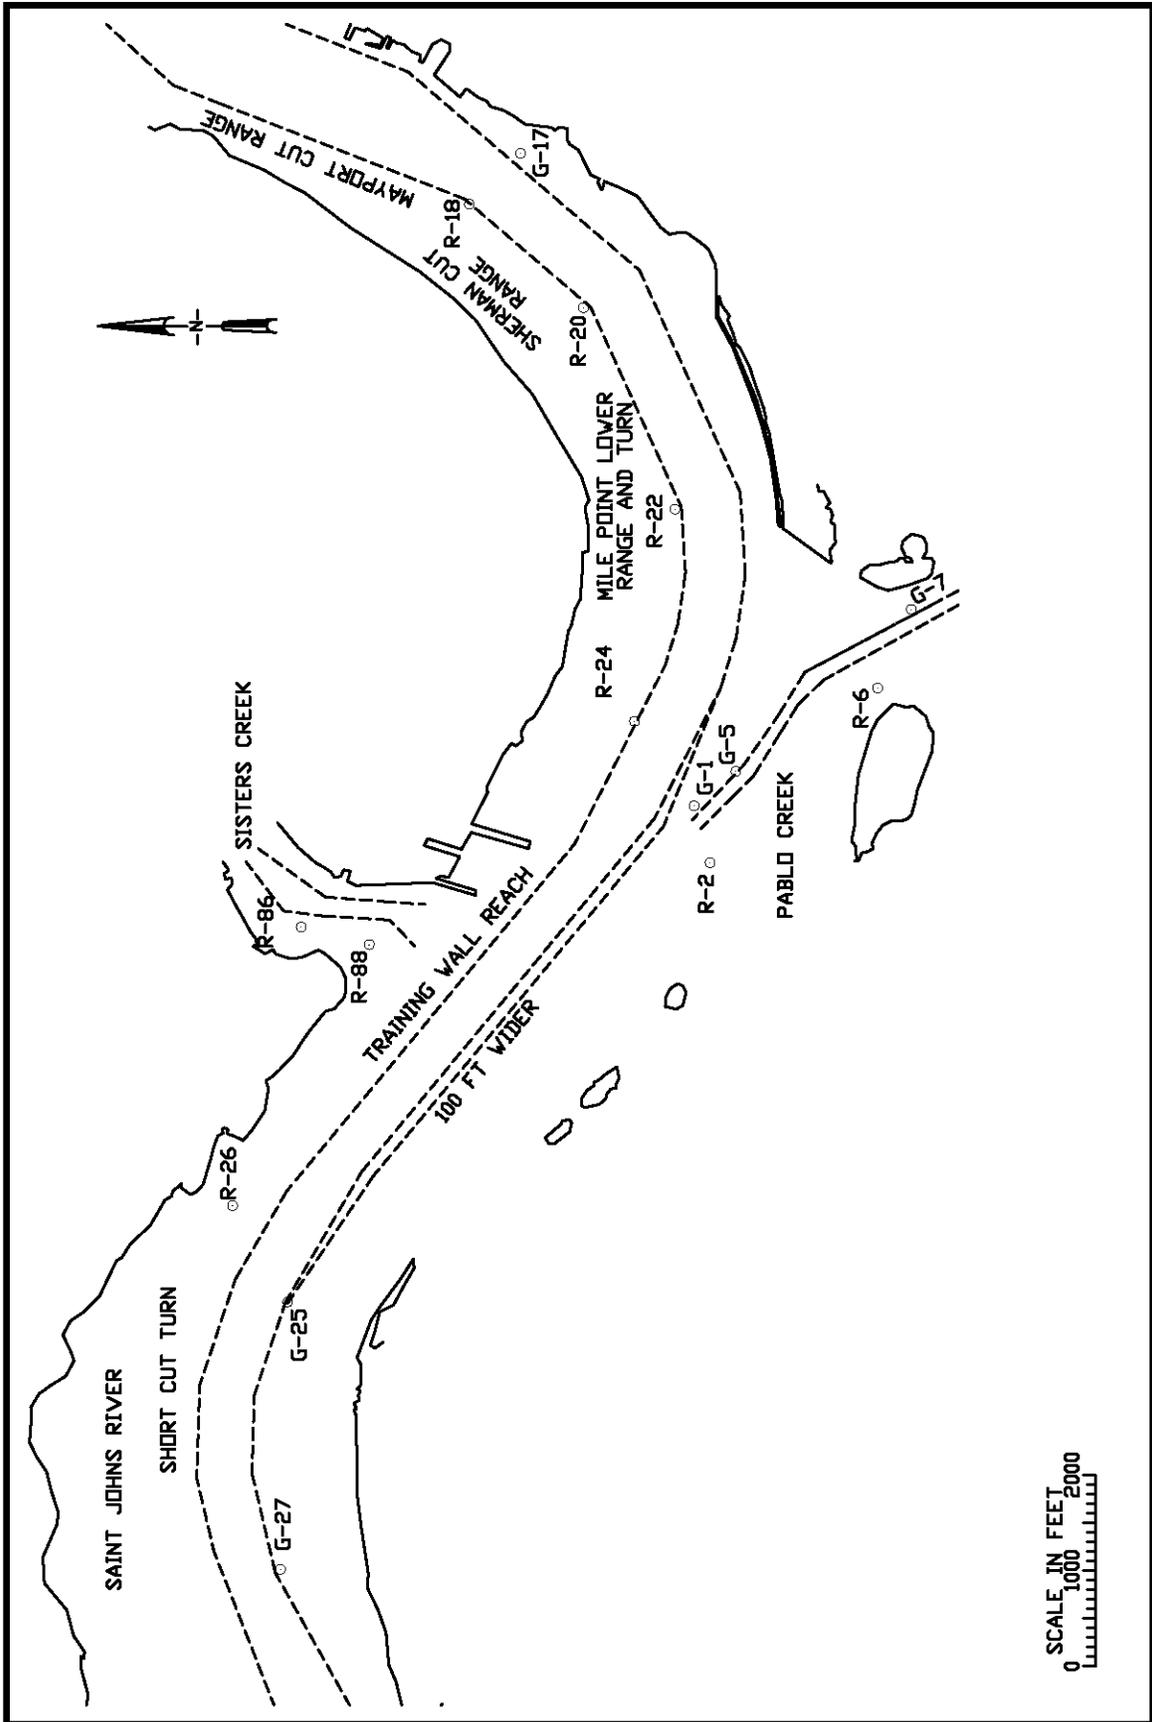 SAINT JOHNS RIVER
SHORT CUT TURN
R-26
G-27
G-25
R-86
R-88
SISTERS CREEK
TRAINING WALL REACH
100 FT WIDER
R-24
R-2
G-1
G-5
PABLO CREEK
R-6
G-7
MILE POINT LOWER
RANGE AND TURN
R-22
R-20
SHERMAN CUT
RANGE
R-18
MAYPORT CUT RANGE
G-17
N
SCALE IN FEET
0 1000 2000